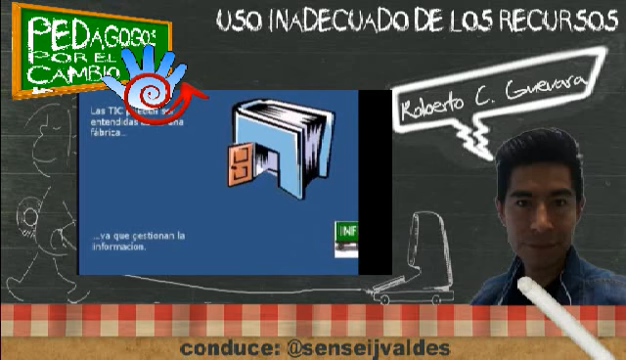 USO INADECUADO DE LOS RECURSOS
PEDAGOGOS
POR EL
CAMBIO
Roberto C. Guevara
Las TIC
entendidas
fábrica...
...ya que gestionan la
información.
INF
conduce: @senseijvaldes